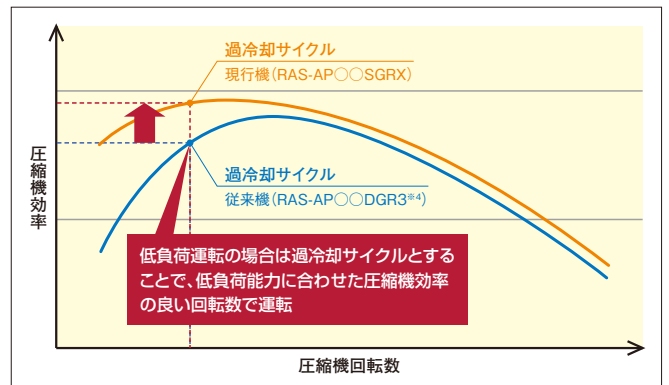 過冷却サイクル
現行機（RAS-AP○○SGRX）
過冷却サイクル
従来機（RAS-AP○○DGR3※4）
低負荷運転の場合は過冷却サイクルとする
ことで、低負荷能力に合わせた圧縮機効率
の良い回転数で運転
圧縮機効率
圧縮機回転数